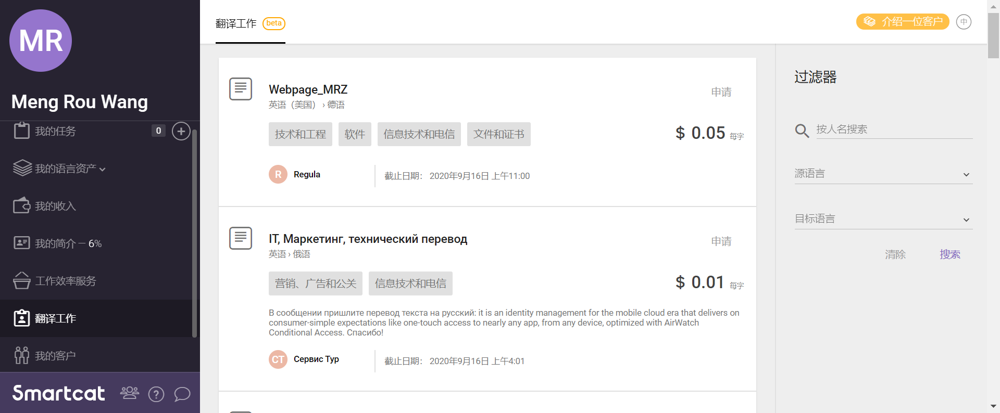 MR
Meng Rou Wang
我的任务 0
我的语言资产
我的收入
我的简介 — 6%
工作效率服务
翻译工作
我的客户
Smartcat
翻译工作 beta
介绍一位客户 中
Webpage_MRZ
申请
英语（美国） › 德语
技术和工程 软件 信息技术和电信 文件和证书
$ 0.05 每字
R Regula 截止日期： 2020年9月16日 上午11:00
IT, Маркетинг, технический перевод
申请
英语 › 俄语
营销、广告和公关 信息技术和电信
$ 0.01 每字
В сообщении пришлите перевод текста на русский: it is an identity management for the mobile cloud era that delivers on
consumer-simple expectations like one-touch access to nearly any app, from any device, optimized with AirWatch
Conditional Access. Спасибо!
СТ Сервис Тур 截止日期： 2020年9月16日 上午4:01
过滤器
按人名搜索
源语言
目标语言
清除 搜索